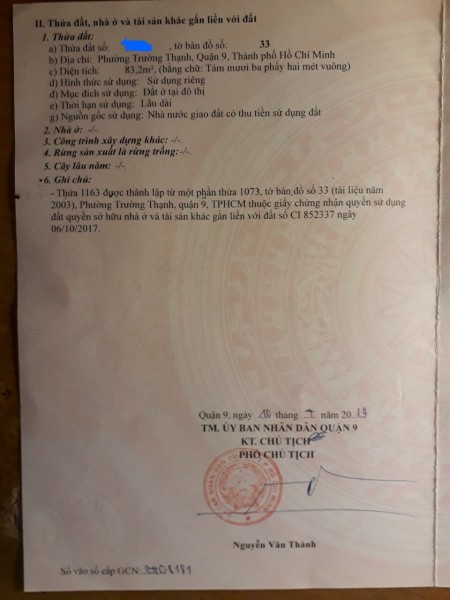 II. Thửa đất, nhà ở và tài sản khác gắn liền với đất
1. Thửa đất:
a) Thửa đất số: , tờ bản đồ số: 33
b) Địa chỉ: Phường Trường Thạnh, Quận 9, Thành phố Hồ Chí Minh
c) Diện tích: 83,2m², (bằng chữ: Tám mươi ba phẩy hai mét vuông)
d) Hình thức sử dụng: Sử dụng riêng
đ) Mục đích sử dụng: Đất ở tại đô thị
e) Thời hạn sử dụng: Lâu dài
g) Nguồn gốc sử dụng: Nhà nước giao đất có thu tiền sử dụng đất
2. Nhà ở: -/-.
3. Công trình xây dựng khác: -/-.
4. Rừng sản xuất là rừng trồng: -/-.
5. Cây lâu năm: -/-.
6. Ghi chú:
- Thửa 1163 được thành lập từ một phần thửa 1073, tờ bản đồ số 33 (tài liệu năm
2003), Phường Trường Thạnh, quận 9, TPHCM thuộc giấy chứng nhận quyền sử dụng
đất quyền sở hữu nhà ở và tài sản khác gắn liền với đất số CI 852337 ngày
06/10/2017.
Quận 9, ngày tháng năm 2019
TM. ỦY BAN NHÂN DÂN QUẬN 9
KT. CHỦ TỊCH
PHÓ CHỦ TỊCH
Nguyễn Văn Thành
Số vào sổ cấp GCN: